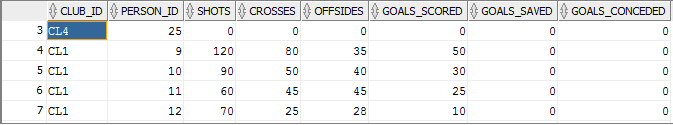 CLUB_ID PERSON_ID SHOTS CROSSES OFFSIDES GOALS_SCORED GOALS_SAVED GOALS_CONCEDED
3 CL4 25 0 0 0 0 0 0
4 CL1 9 120 80 35 50 0 0
5 CL1 10 90 50 40 30 0 0
6 CL1 11 60 45 45 25 0 0
7 CL1 12 70 25 28 10 0 0